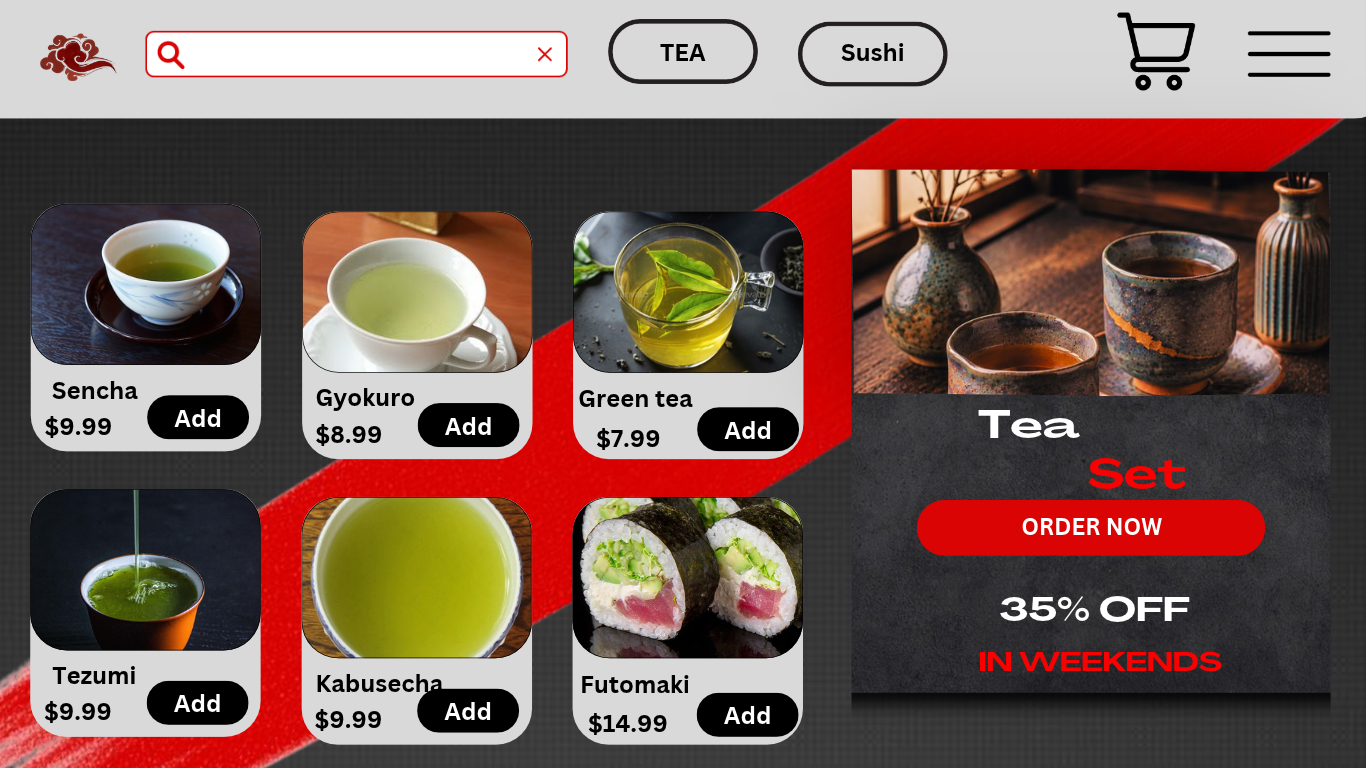 TEA
Sushi
Sencha
$9.99
Add
Gyokuro
$8.99
Add
Green tea
$7.99
Add
Tezumi
$9.99
Add
Kabusecha
$9.99
Add
Futomaki
$14.99
Add
Tea
Set
ORDER NOW
35% OFF
IN WEEKENDS